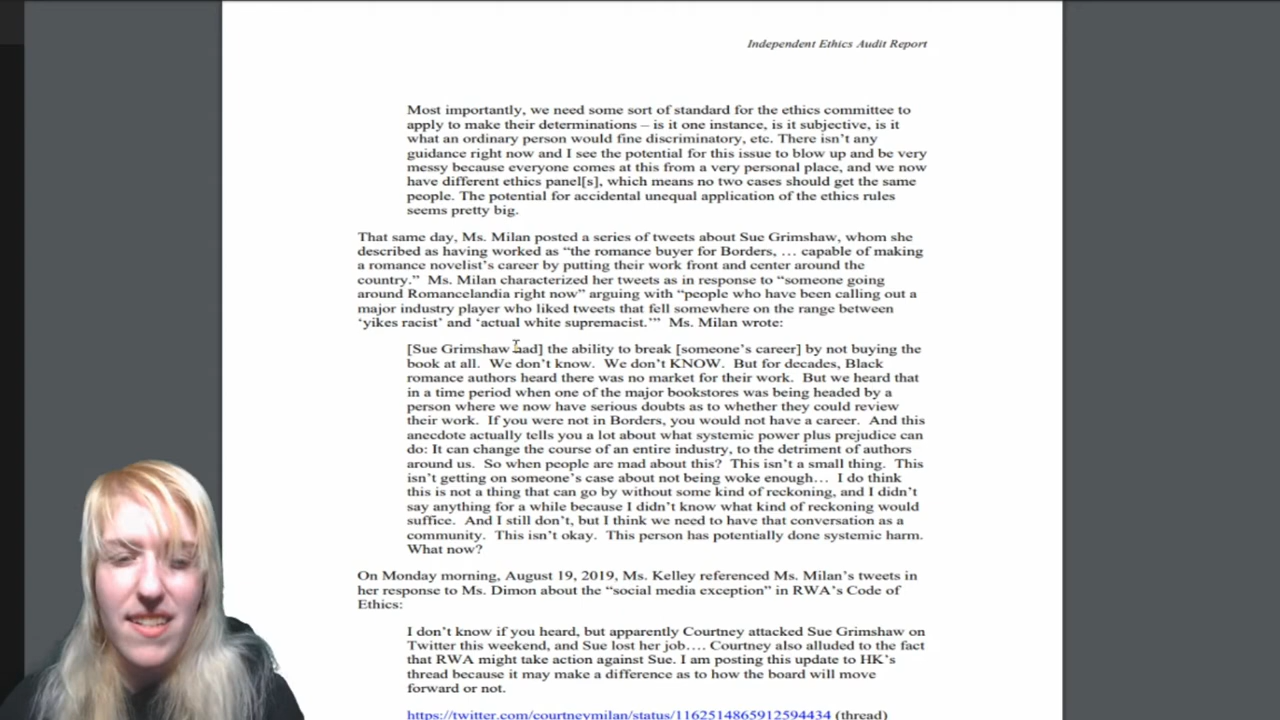 Independent Ethics Audit Report
Most importantly, we need some sort of standard for the ethics committee to
apply to make their determinations – is it one instance, is it subjective, is it
what an ordinary person would fine discriminatory, etc. There isn't any
guidance right now and I see the potential for this issue to blow up and be very
messy because everyone comes at this from a very personal place, and we now
have different ethics panel[s], which means no two cases should get the same
people. The potential for accidental unequal application of the ethics rules
seems pretty big.
That same day, Ms. Milan posted a series of tweets about Sue Grimshaw, whom she
described as having worked as “the romance buyer for Borders, … capable of making
a romance novelist's career by putting their work front and center around the
country.” Ms. Milan characterized her tweets as in response to “someone going
around Romancelandia right now” arguing with “people who have been calling out a
major industry player who liked tweets that fell somewhere on the range between
‘yikes racist’ and ‘actual white supremacist.’” Ms. Milan wrote:
[Sue Grimshaw had] the ability to break [someone's career] by not buying the
book at all. We don't know. We don't KNOW. But for decades, Black
romance authors heard there was no market for their work. But we heard that
in a time period when one of the major bookstores was being headed by a
person where we now have serious doubts as to whether they could review
their work. If you were not in Borders, you would not have a career. And this
anecdote actually tells you a lot about what systemic power plus prejudice can
do: It can change the course of an entire industry, to the detriment of authors
around us. So when people are mad about this? This isn't a small thing. This
isn't getting on someone's case about not being woke enough… I do think
this is not a thing that can go by without some kind of reckoning, and I didn't
say anything for a while because I didn't know what kind of reckoning would
suffice. And I still don't, but I think we need to have that conversation as a
community. This isn't okay. This person has potentially done systemic harm.
What now?
On Monday morning, August 19, 2019, Ms. Kelley referenced Ms. Milan's tweets in
her response to Ms. Dimon about the “social media exception” in RWA's Code of
Ethics:
I don't know if you heard, but apparently Courtney attacked Sue Grimshaw on
Twitter this weekend, and Sue lost her job…. Courtney also alluded to the fact
that RWA might take action against Sue. I am posting this update to HK's
thread because it may make a difference as to how the board will move
forward or not.
https://twitter.com/courtneymilan/status/1162514865912594434 (thread)